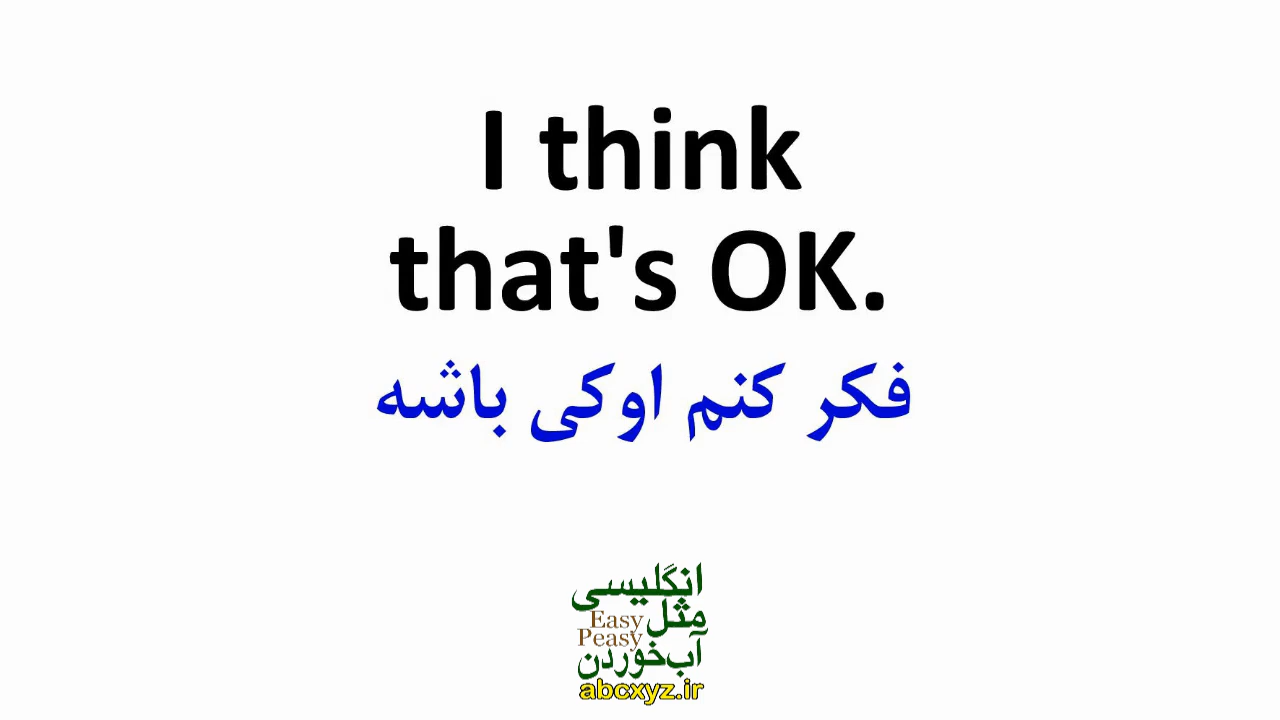 I think
that's OK.
فکر کنم اوکی باشه
انگلیسی
مثل
Easy
Peasy
آب‌خوردن
abcxyz.ir